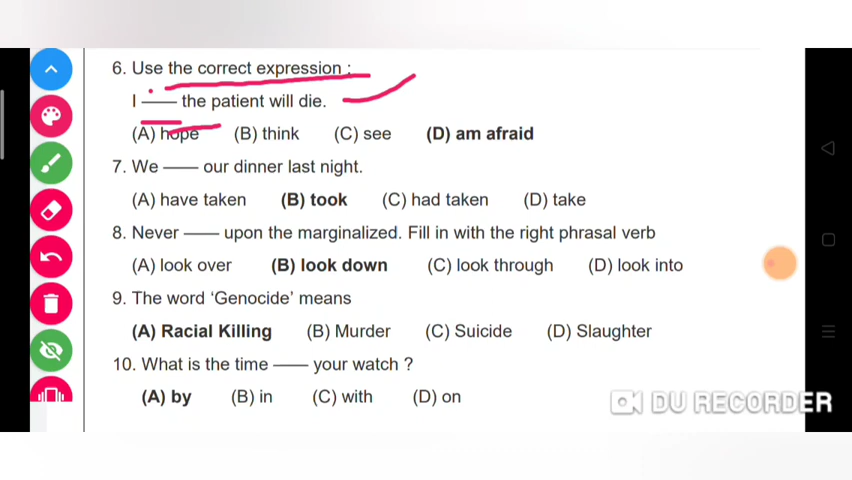 6. Use the correct expression :
I —— the patient will die.
(A) hope (B) think (C) see (D) am afraid
7. We —— our dinner last night.
(A) have taken (B) took (C) had taken (D) take
8. Never —— upon the marginalized. Fill in with the right phrasal verb
(A) look over (B) look down (C) look through (D) look into
9. The word ‘Genocide’ means
(A) Racial Killing (B) Murder (C) Suicide (D) Slaughter
10. What is the time —— your watch ?
(A) by (B) in (C) with (D) on
DU RECORDER